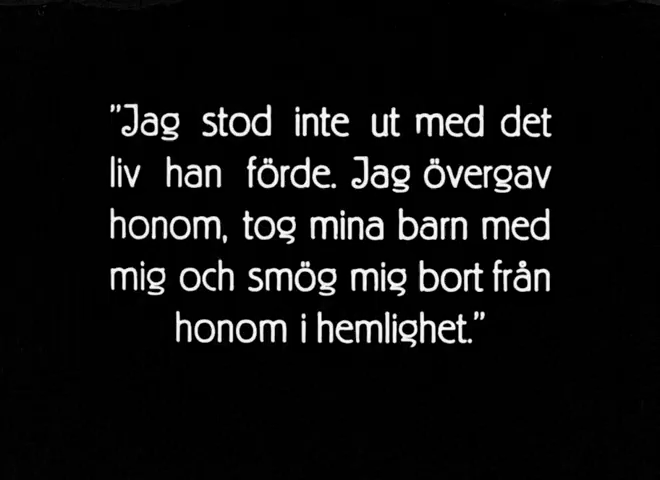 "Jag stod inte ut med det
liv han förde. Jag övergav
honom, tog mina barn med
mig och smög mig bort från
honom i hemlighet."